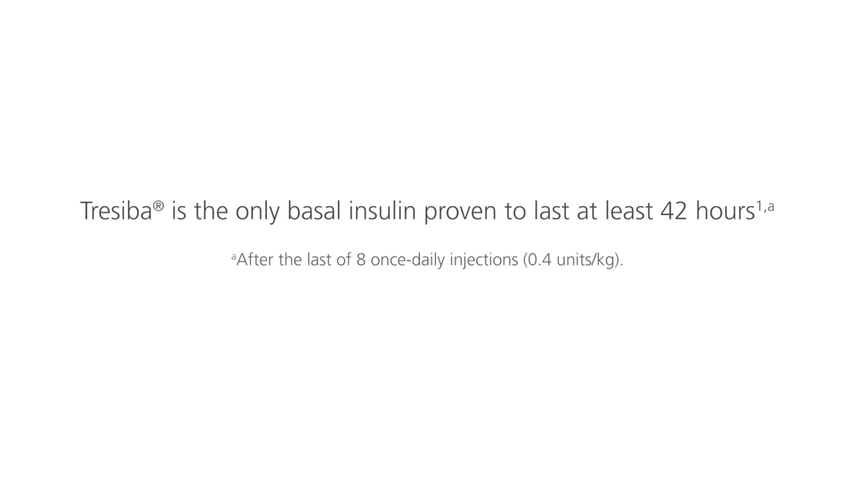 Tresiba® is the only basal insulin proven to last at least 42 hours¹,ᵃ
ᵃAfter the last of 8 once-daily injections (0.4 units/kg).